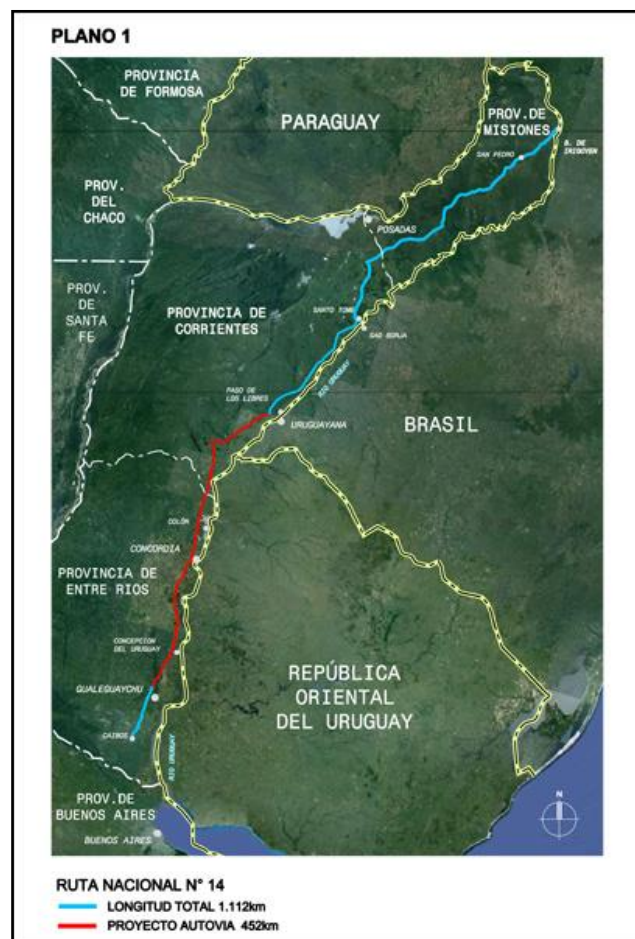 PLANO 1
PROVINCIA
DE FORMOSA
PARAGUAY
PROV.DE
MISIONES
B. DE
IRIGOYEN
SAN PEDRO
PROV.
DEL
CHACO
POSADAS
PROV.
DE
SANTA
FE
PROVINCIA DE
CORRIENTES
SANTO TOME
SAO BORJA
RIO URUGUAY
PASO DE
LOS LIBRES
URUGUAYANA
BRASIL
COLÓN
CONCORDIA
PROVINCIA DE
ENTRE RIOS
CONCEPCION
DEL URUGUAY
REPÚBLICA
ORIENTAL
DEL URUGUAY
GUALEGUAYCHU
RIO URUGUAY
PROV.DE
BUENOS AIRES
BUENOS AIRES
N
RUTA NACIONAL N° 14
LONGITUD TOTAL 1.112km
PROYECTO AUTOVIA 452km